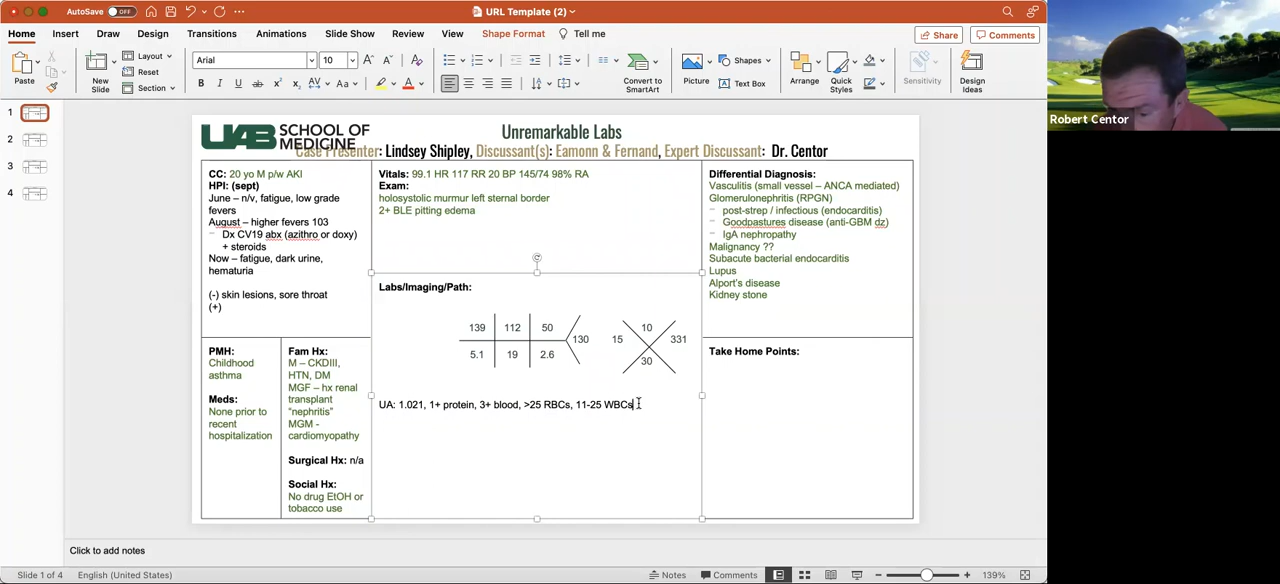 AutoSave OFF
URL Template (2)
Home Insert Draw Design Transitions Animations Slide Show Review View Shape Format Tell me
Share Comments
Paste
New Slide
Layout
Reset
Section
Arial 10
B I U ab x² x₂ AV Aa A
Convert to SmartArt
Picture
Shapes
Text Box
Arrange
Quick Styles
Sensitivity
Design Ideas
Robert Centor
1
2
3
4
UAB SCHOOL OF MEDICINE
Unremarkable Labs
Case Presenter: Lindsey Shipley, Discussant(s): Eamonn & Fernand, Expert Discussant: Dr. Centor
CC: 20 yo M p/w AKI
HPI: (sept)
June – n/v, fatigue, low grade
fevers
August – higher fevers 103
– Dx CV19 abx (azithro or doxy)
+ steroids
Now – fatigue, dark urine,
hematuria
(-) skin lesions, sore throat
(+)
Vitals: 99.1 HR 117 RR 20 BP 145/74 98% RA
Exam:
holosystolic murmur left sternal border
2+ BLE pitting edema
Differential Diagnosis:
Vasculitis (small vessel – ANCA mediated)
Glomerulonephritis (RPGN)
– post-strep / infectious (endocarditis)
– Goodpastures disease (anti-GBM dz)
– IgA nephropathy
Malignancy ??
Subacute bacterial endocarditis
Lupus
Alport's disease
Kidney stone
Labs/Imaging/Path:
139 112 50
130
5.1 19 2.6
10
15 331
30
UA: 1.021, 1+ protein, 3+ blood, >25 RBCs, 11-25 WBCs
PMH:
Childhood
asthma
Meds:
None prior to
recent
hospitalization
Fam Hx:
M – CKDIII,
HTN, DM
MGF – hx renal
transplant
“nephritis”
MGM -
cardiomyopathy
Surgical Hx: n/a
Social Hx:
No drug EtOH or
tobacco use
Take Home Points:
Click to add notes
Slide 1 of 4 English (United States) Notes Comments 139%